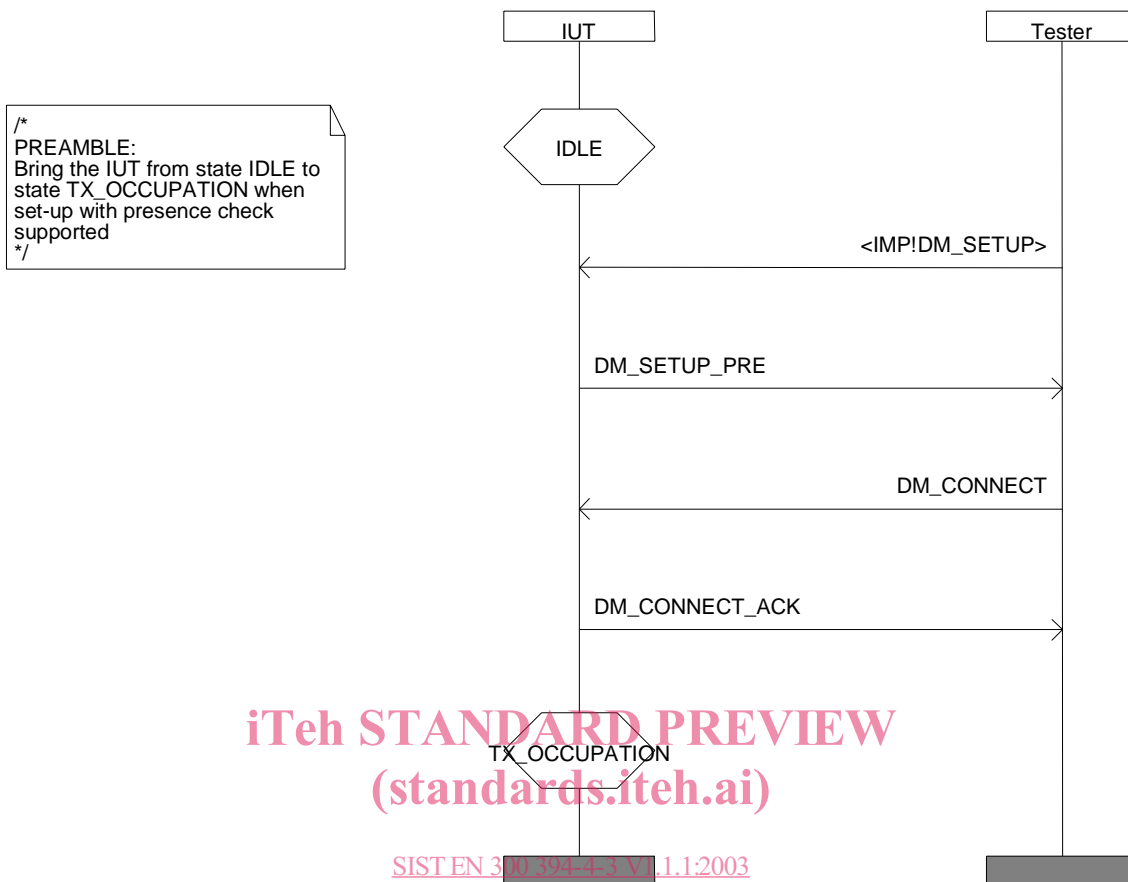 IUT
Tester
/*
PREAMBLE:
Bring the IUT from state IDLE to
state TX_OCCUPATION when
set-up with presence check
supported
*/
IDLE
<IMP!DM_SETUP>
DM_SETUP_PRE
DM_CONNECT
DM_CONNECT_ACK
iTeh STANDARD PREVIEW
TX_OCCUPATION
(standards.iteh.ai)
SIST EN 300 394-4-3 V1.1.1:2003